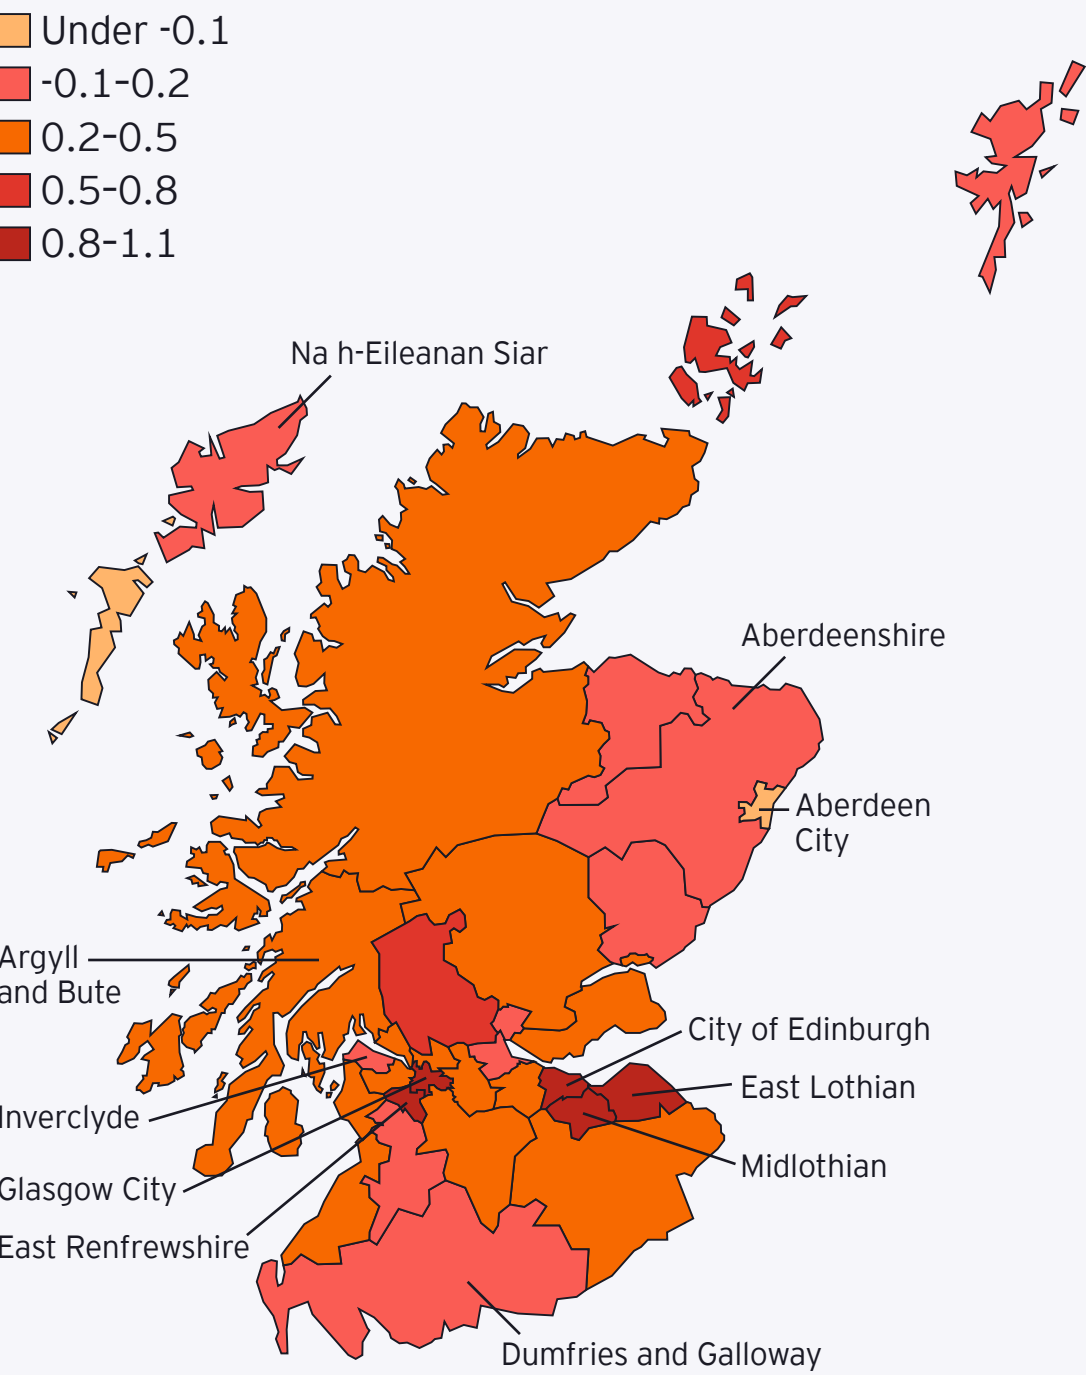 Under -0.1
-0.1–0.2
0.2–0.5
0.5–0.8
0.8–1.1
Na h-Eileanan Siar
Aberdeenshire
Aberdeen
City
Argyll
and Bute
City of Edinburgh
East Lothian
Inverclyde
Midlothian
Glasgow City
East Renfrewshire
Dumfries and Galloway